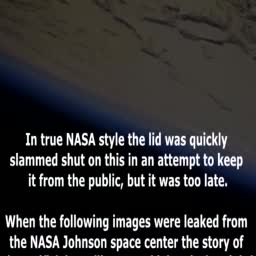 In true NASA style the lid was quickly
slammed shut on this in an attempt to keep
it from the public, but it was too late.
When the following images were leaked from
the NASA Johnson space center the story of